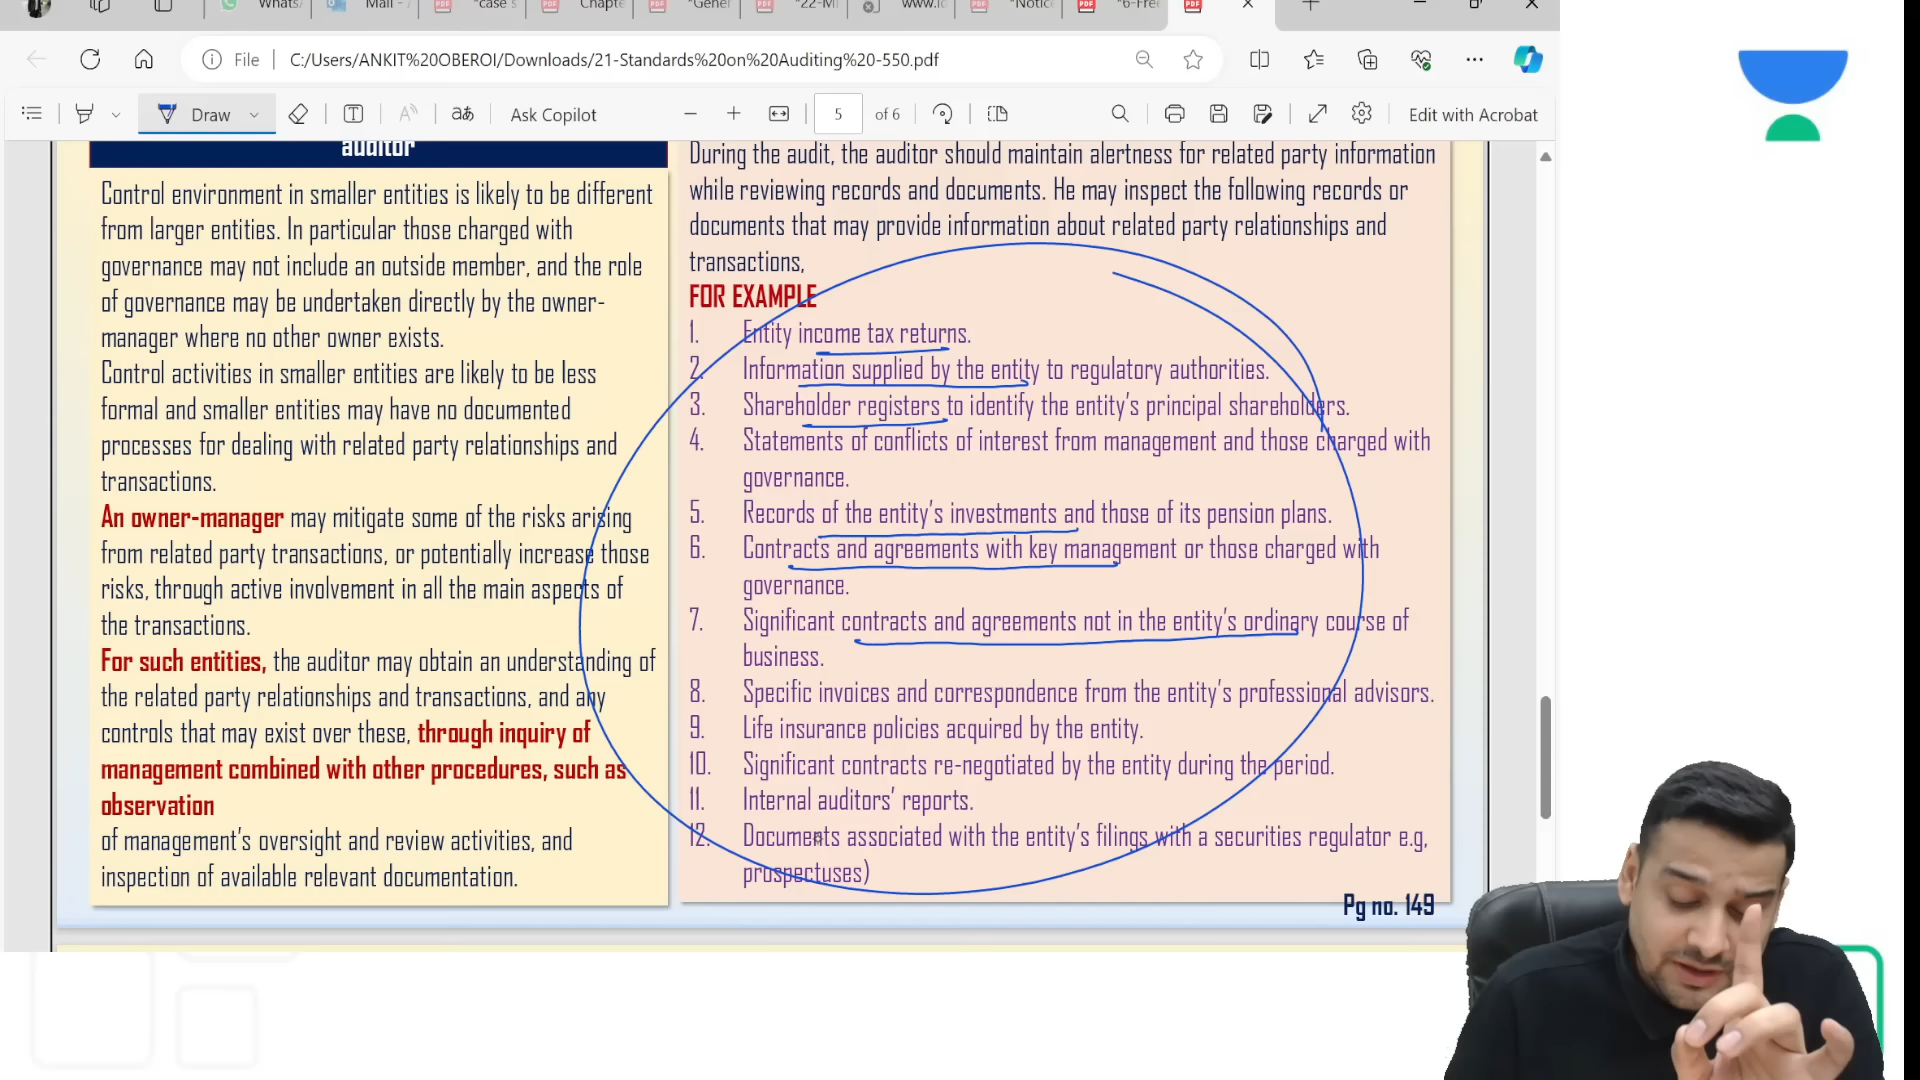 Whats
Mail -
*case s
Chapte
*Gener
*22-M
www.ic
*Notice
*6-Free
File C:/Users/ANKIT%20OBEROI/Downloads/21-Standards%20on%20Auditing%20-550.pdf
Draw
Ask Copilot
5 of 6
Edit with Acrobat
auditor
Control environment in smaller entities is likely to be different
from larger entities. In particular those charged with
governance may not include an outside member, and the role
of governance may be undertaken directly by the owner-
manager where no other owner exists.
Control activities in smaller entities are likely to be less
formal and smaller entities may have no documented
processes for dealing with related party relationships and
transactions.
An owner-manager may mitigate some of the risks arising
from related party transactions, or potentially increase those
risks, through active involvement in all the main aspects of
the transactions.
For such entities, the auditor may obtain an understanding of
the related party relationships and transactions, and any
controls that may exist over these, through inquiry of
management combined with other procedures, such as
observation
of management's oversight and review activities, and
inspection of available relevant documentation.
During the audit, the auditor should maintain alertness for related party information
while reviewing records and documents. He may inspect the following records or
documents that may provide information about related party relationships and
transactions,
FOR EXAMPLE
1. Entity income tax returns.
2. Information supplied by the entity to regulatory authorities.
3. Shareholder registers to identify the entity's principal shareholders.
4. Statements of conflicts of interest from management and those charged with
governance.
5. Records of the entity's investments and those of its pension plans.
6. Contracts and agreements with key management or those charged with
governance.
7. Significant contracts and agreements not in the entity's ordinary course of
business.
8. Specific invoices and correspondence from the entity's professional advisors.
9. Life insurance policies acquired by the entity.
10. Significant contracts re-negotiated by the entity during the period.
11. Internal auditors' reports.
12. Documents associated with the entity's filings with a securities regulator e.g,
prospectuses)
Pg no. 149